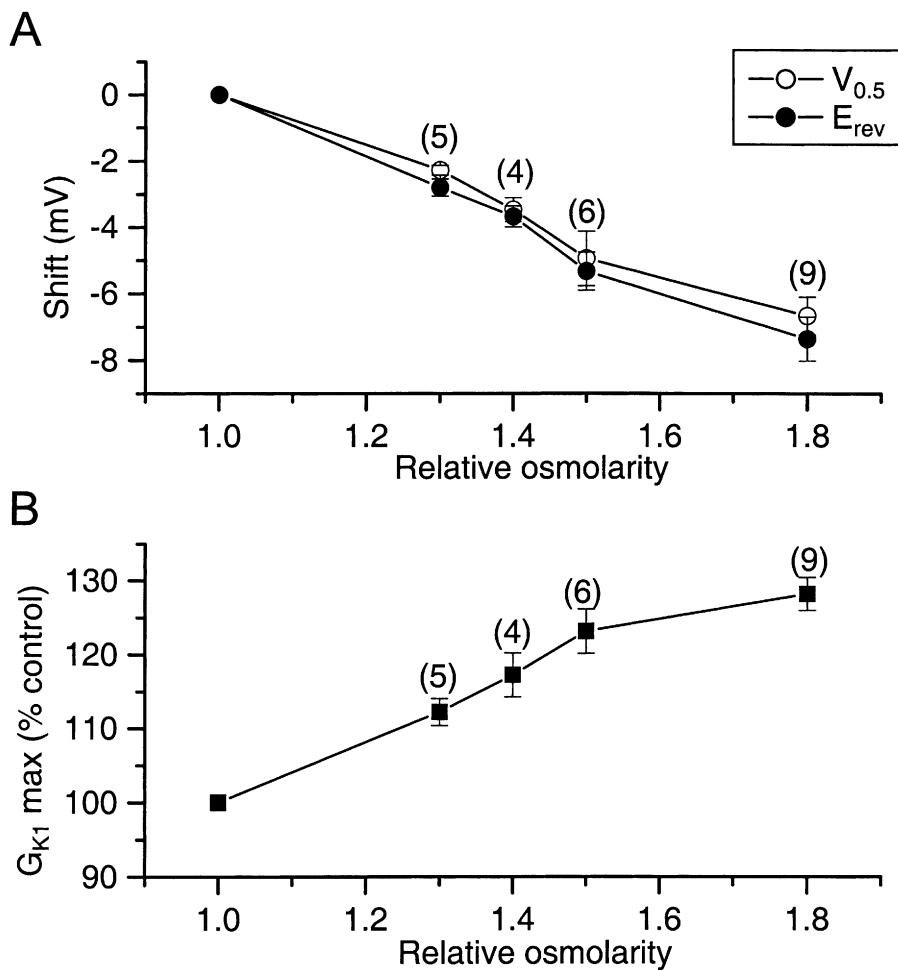 A
V0.5
Erev
0
-2
-4
-6
-8
Shift (mV)
(5)
(4)
(6)
(9)
1.0 1.2 1.4 1.6 1.8
Relative osmolarity
B
130
120
110
100
90
GK1 max (% control)
(5)
(4)
(6)
(9)
1.0 1.2 1.4 1.6 1.8
Relative osmolarity